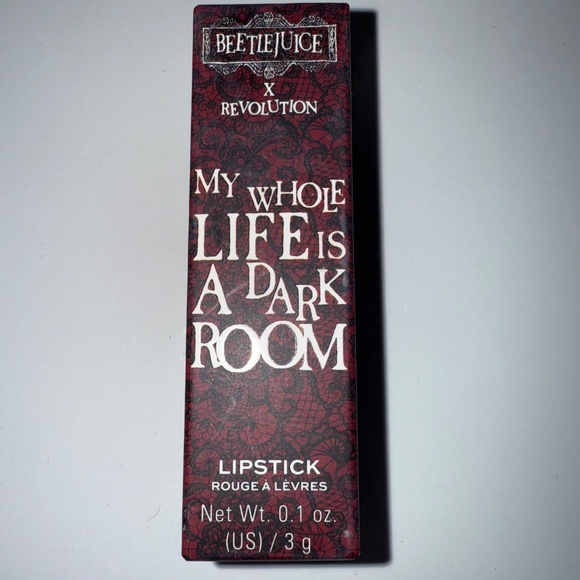 BEETLEJUICE
X
REVOLUTION
MY WHOLE
LIFE IS
A DARK
ROOM
LIPSTICK
ROUGE À LÈVRES
Net Wt. 0.1 oz.
(US) / 3 g